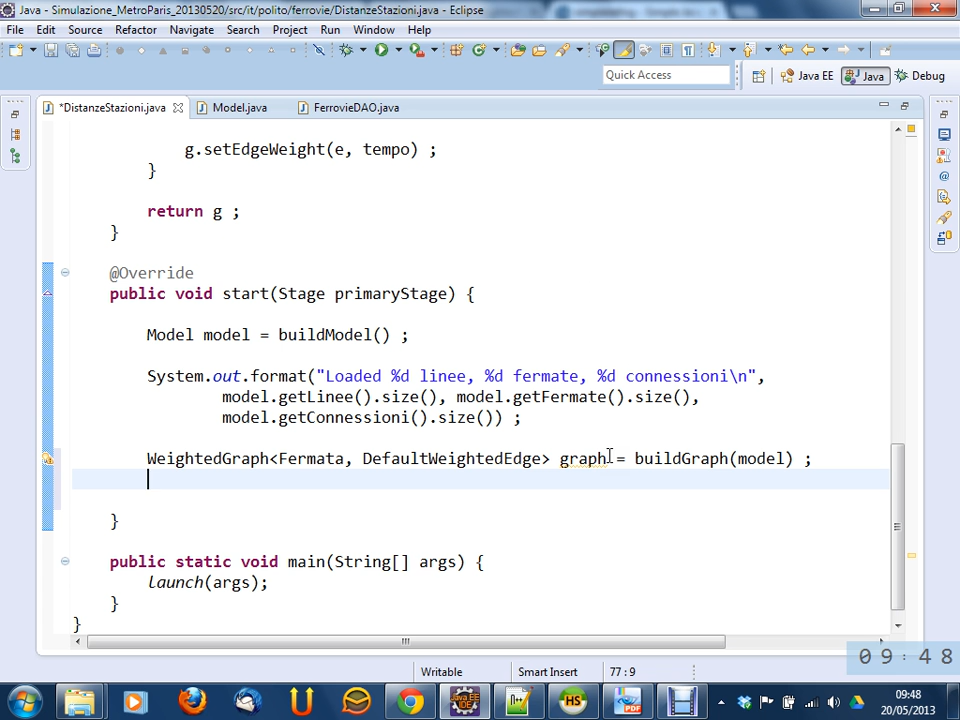 Java - Simulazione_MetroParis_20130520/src/it/polito/ferrovie/DistanzeStazioni.java - Eclipse
File Edit Source Refactor Navigate Search Project Run Window Help
Quick Access
Java EE Java Debug
*DistanzeStazioni.java Model.java FerrovieDAO.java
g.setEdgeWeight(e, tempo) ;
}
return g ;
}
@Override
public void start(Stage primaryStage) {
Model model = buildModel() ;
System.out.format("Loaded %d linee, %d fermate, %d connessioni\n",
model.getLinee().size(), model.getFermate().size(),
model.getConnessioni().size()) ;
WeightedGraph<Fermata, DefaultWeightedEdge> graph = buildGraph(model) ;
}
public static void main(String[] args) {
launch(args);
}
}
09:48
Writable Smart Insert 77 : 9
09:48
20/05/2013